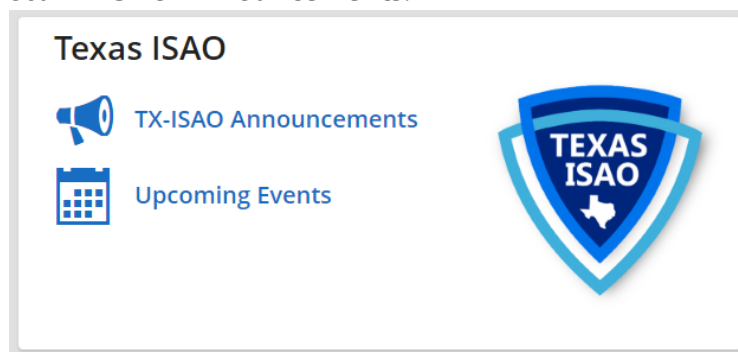 Texas ISAO
TX-ISAO Announcements
Upcoming Events
TEXAS
ISAO